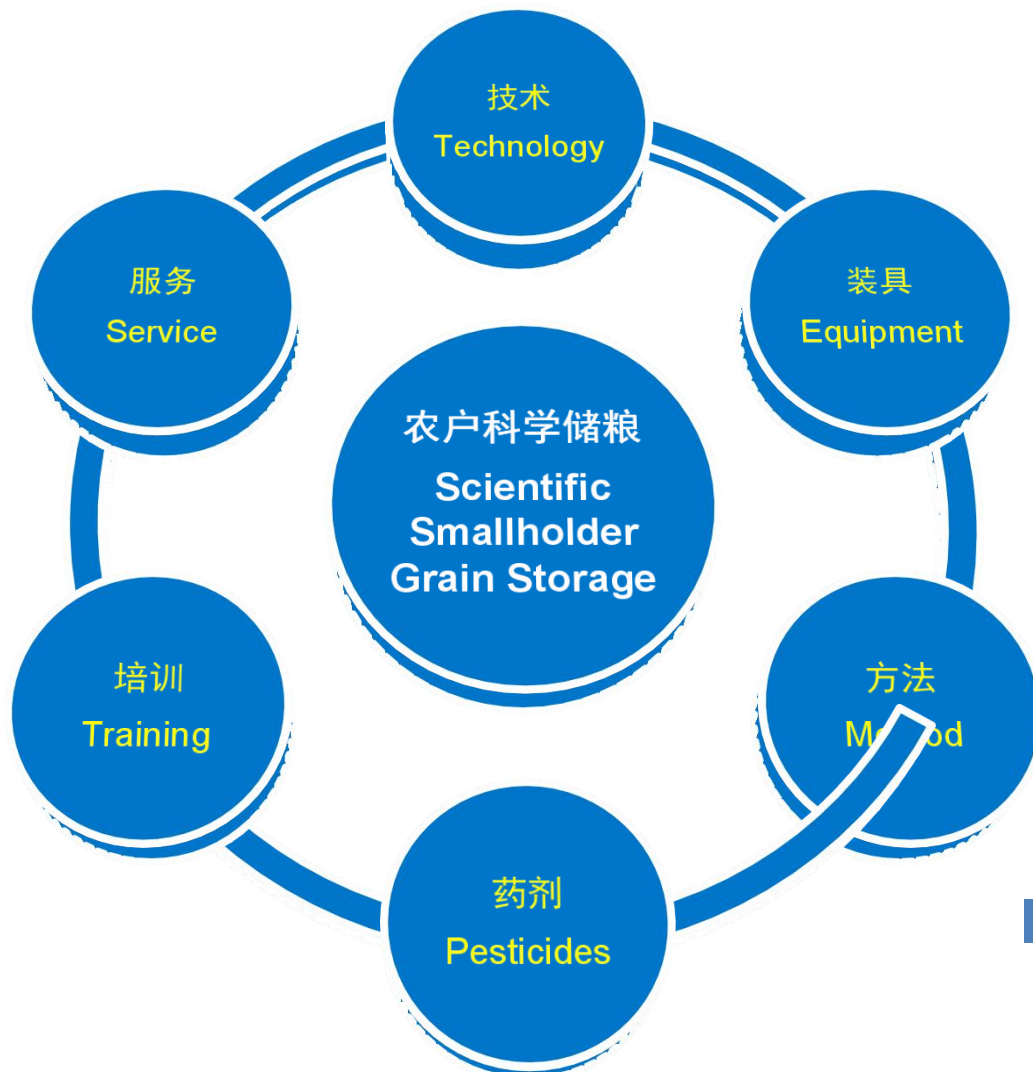 技术
Technology
装具
Equipment
方法
药剂
Pesticides
培训
Training
服务
Service
农户科学储粮
Scientific
Smallholder
Grain Storage